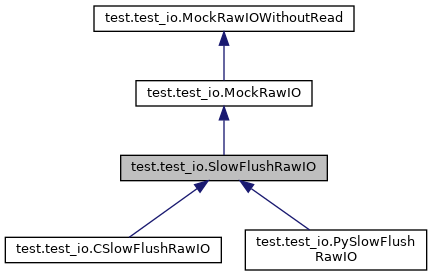 test.test_io.MockRawIOWithoutRead
test.test_io.MockRawIO
test.test_io.SlowFlushRawIO
test.test_io.CSlowFlushRawIO
test.test_io.PySlowFlush
RawIO